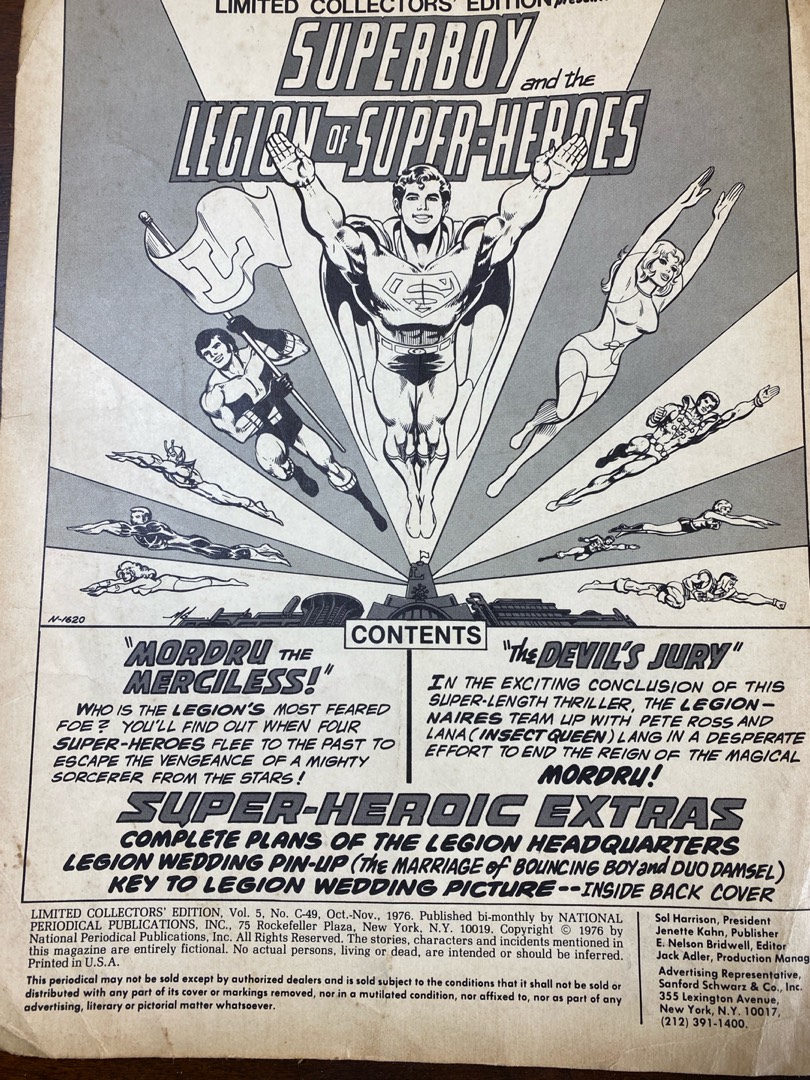 LIMITED COLLECTORS' EDITION
SUPERBOY
and the
LEGION OF SUPER-HEROES
L
S
N-1620
CONTENTS
"MORDRU THE
MERCILESS!"
WHO IS THE LEGION'S MOST FEARED
FOE? YOU'LL FIND OUT WHEN FOUR
SUPER-HEROES FLEE TO THE PAST TO
ESCAPE THE VENGEANCE OF A MIGHTY
SORCERER FROM THE STARS!
"The DEVIL'S JURY"
IN THE EXCITING CONCLUSION OF THIS
SUPER-LENGTH THRILLER, THE LEGION-
NAIRES TEAM UP WITH PETE ROSS AND
LANA (INSECT QUEEN) LANG IN A DESPERATE
EFFORT TO END THE REIGN OF THE MAGICAL
MORDRU!
SUPER-HEROIC EXTRAS
COMPLETE PLANS OF THE LEGION HEADQUARTERS
LEGION WEDDING PIN-UP (The MARRIAGE of BOUNCING BOY and DUO DAMSEL)
KEY TO LEGION WEDDING PICTURE--INSIDE BACK COVER
LIMITED COLLECTORS' EDITION, Vol. 5, No. C-49, Oct.-Nov., 1976. Published bi-monthly by NATIONAL
PERIODICAL PUBLICATIONS, INC., 75 Rockefeller Plaza, New York, N.Y. 10019. Copyright © 1976 by
National Periodical Publications, Inc. All Rights Reserved. The stories, characters and incidents mentioned in
this magazine are entirely fictional. No actual persons, living or dead, are intended or should be inferred.
Printed in U.S.A.
This periodical may not be sold except by authorized dealers and is sold subject to the conditions that it shall not be sold or
distributed with any part of its cover or markings removed, nor in a mutilated condition, nor affixed to, nor as part of any
advertising, literary or pictorial matter whatsoever.
Sol Harrison, President
Jenette Kahn, Publisher
E. Nelson Bridwell, Editor
Jack Adler, Production Manag
Advertising Representative,
Sanford Schwarz & Co., Inc.
355 Lexington Avenue,
New York, N.Y. 10017,
(212) 391-1400.